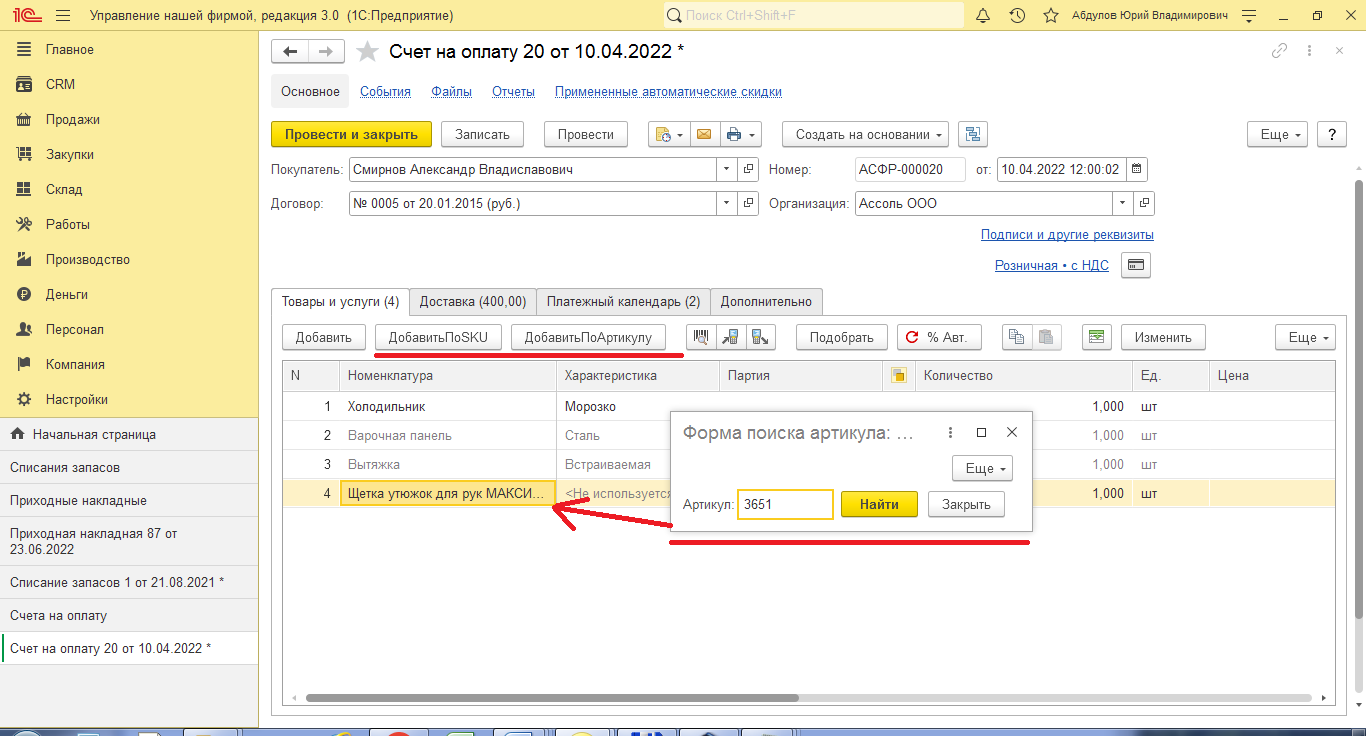 1С Управление нашей фирмой, редакция 3.0 (1С:Предприятие) Поиск Ctrl+Shift+F Абдулов Юрий Владимирович
Главное
CRM
Продажи
Закупки
Склад
Работы
Производство
Деньги
Персонал
Компания
Настройки
Начальная страница
Списания запасов
Приходные накладные
Приходная накладная 87 от
23.06.2022
Списание запасов 1 от 21.08.2021 *
Счета на оплату
Счет на оплату 20 от 10.04.2022 *
Счет на оплату 20 от 10.04.2022 *
Основное События Файлы Отчеты Примененные автоматические скидки
Провести и закрыть Записать Провести Создать на основании Еще ?
Покупатель: Смирнов Александр Владиславович Номер: АСФР-000020 от: 10.04.2022 12:00:02
Договор: № 0005 от 20.01.2015 (руб.) Организация: Ассоль ООО
Подписи и другие реквизиты
Розничная • с НДС
Товары и услуги (4) Доставка (400,00) Платежный календарь (2) Дополнительно
Добавить ДобавитьПоSKU ДобавитьПоАртикулу Подобрать % Авт. Изменить Еще
N Номенклатура Характеристика Партия Количество Ед. Цена
1 Холодильник Морозко 1,000 шт
2 Варочная панель Сталь 1,000 шт
3 Вытяжка Встраиваемая 1,000 шт
4 Щетка утюжок для рук МАКСИ... <Не используется 1,000 шт
Форма поиска артикула: ...
Еще
Артикул: 3651 Найти Закрыть